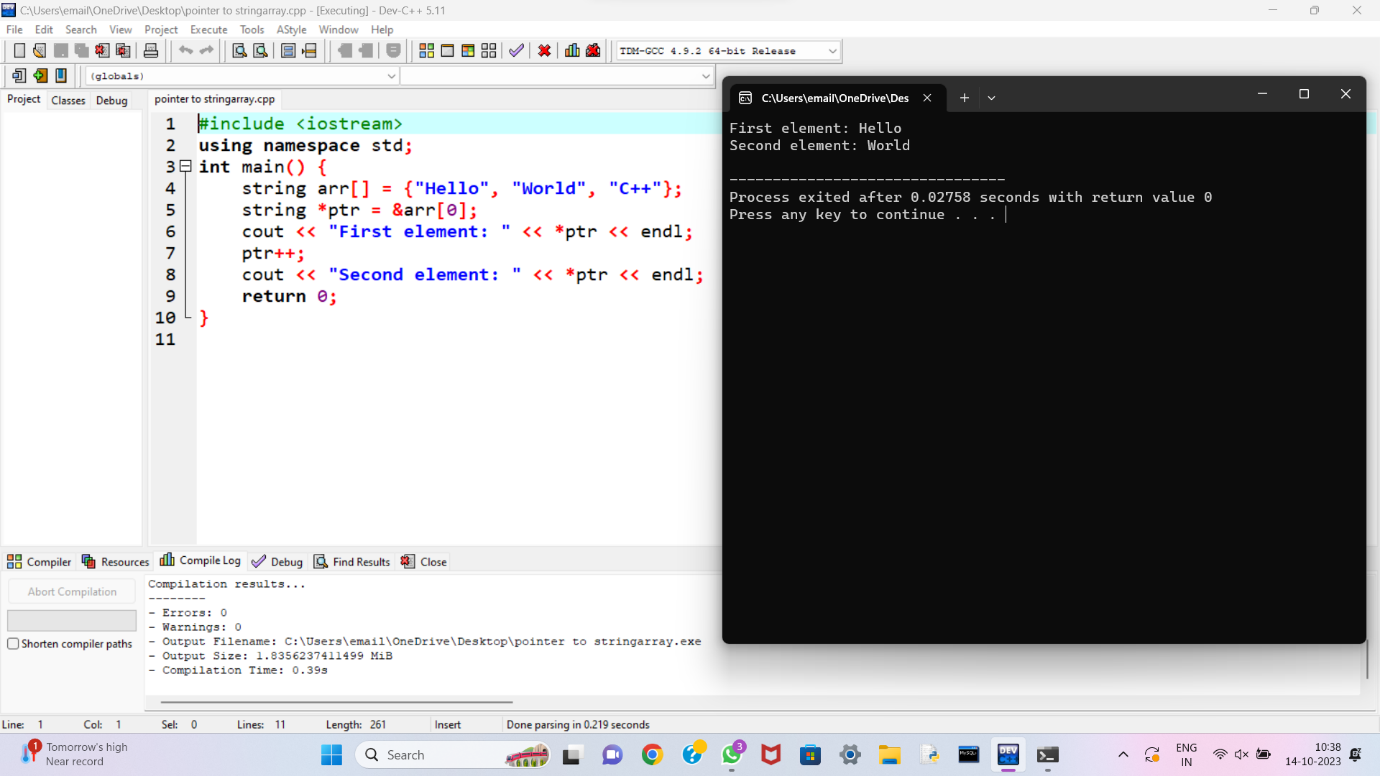 C:\Users\email\OneDrive\Desktop\pointer to stringarray.cpp - [Executing] - Dev-C++ 5.11
File Edit Search View Project Execute Tools AStyle Window Help
TDM-GCC 4.9.2 64-bit Release
(globals)
Project Classes Debug
pointer to stringarray.cpp
1 #include <iostream>
2 using namespace std;
3 int main() {
4 string arr[] = {"Hello", "World", "C++"};
5 string *ptr = &arr[0];
6 cout << "First element: " << *ptr << endl;
7 ptr++;
8 cout << "Second element: " << *ptr << endl;
9 return 0;
10 }
11
C:\Users\email\OneDrive\Des
First element: Hello
Second element: World
--------------------------------
Process exited after 0.02758 seconds with return value 0
Press any key to continue . . .
Compiler Resources Compile Log Debug Find Results Close
Abort Compilation
Shorten compiler paths
Compilation results...
--------
- Errors: 0
- Warnings: 0
- Output Filename: C:\Users\email\OneDrive\Desktop\pointer to stringarray.exe
- Output Size: 1.8356237411499 MiB
- Compilation Time: 0.39s
Line: 1 Col: 1 Sel: 0 Lines: 11 Length: 261 Insert Done parsing in 0.219 seconds
1
Tomorrow's high
Near record
Search
3
DEV
ENG
IN
10:38
14-10-2023